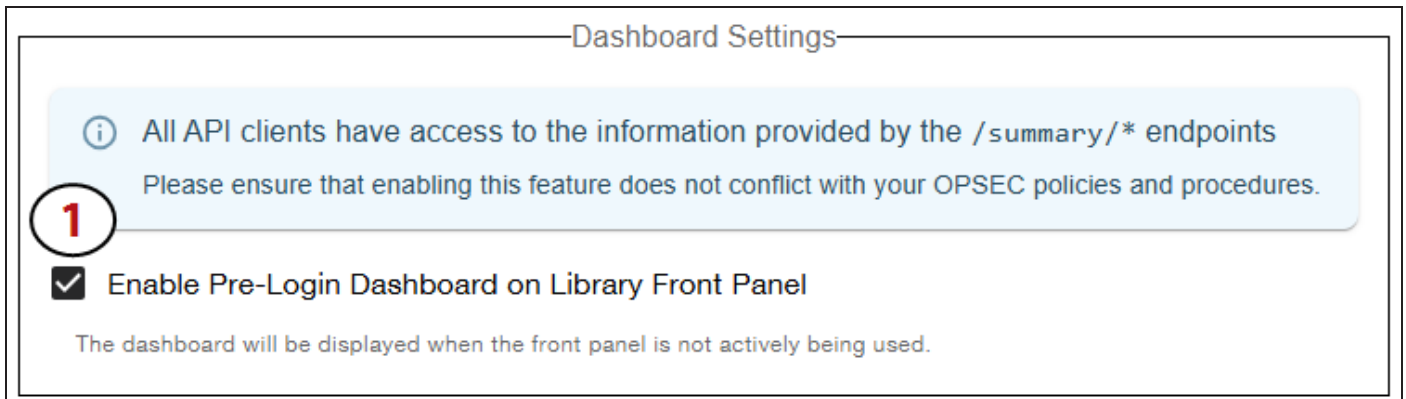 Dashboard Settings
All API clients have access to the information provided by the /summary/* endpoints
Please ensure that enabling this feature does not conflict with your OPSEC policies and procedures.
1
Enable Pre-Login Dashboard on Library Front Panel
The dashboard will be displayed when the front panel is not actively being used.